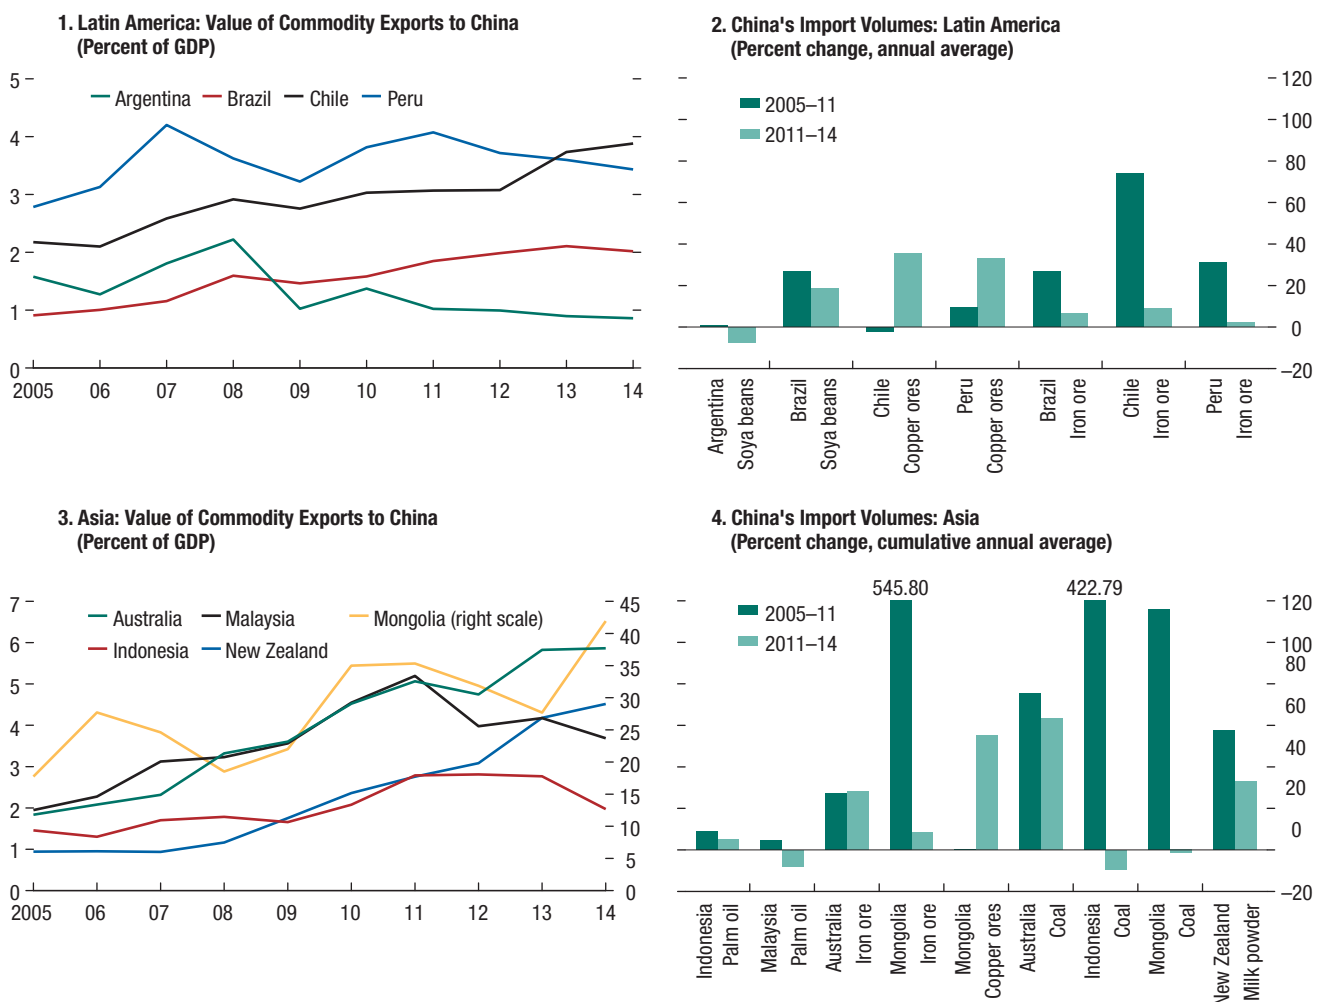 1. Latin America: Value of Commodity Exports to China
(Percent of GDP)
5
4
3
2
1
0
Argentina Brazil Chile Peru
2005 06 07 08 09 10 11 12 13 14
2. China's Import Volumes: Latin America
(Percent change, annual average)
2005–11
2011–14
120
100
80
60
40
20
0
–20
Argentina
Soya beans
Brazil
Soya beans
Chile
Copper ores
Peru
Copper ores
Brazil
Iron ore
Chile
Iron ore
Peru
Iron ore
3. Asia: Value of Commodity Exports to China
(Percent of GDP)
7
6
5
4
3
2
1
0
Australia Malaysia Mongolia (right scale)
Indonesia New Zealand
45
40
35
30
25
20
15
10
5
0
2005 06 07 08 09 10 11 12 13 14
4. China's Import Volumes: Asia
(Percent change, cumulative annual average)
545.80 422.79
2005–11
2011–14
120
100
80
60
40
20
0
–20
Indonesia
Palm oil
Malaysia
Palm oil
Australia
Iron ore
Mongolia
Iron ore
Mongolia
Copper ores
Australia
Coal
Indonesia
Coal
Mongolia
Coal
New Zealand
Milk powder